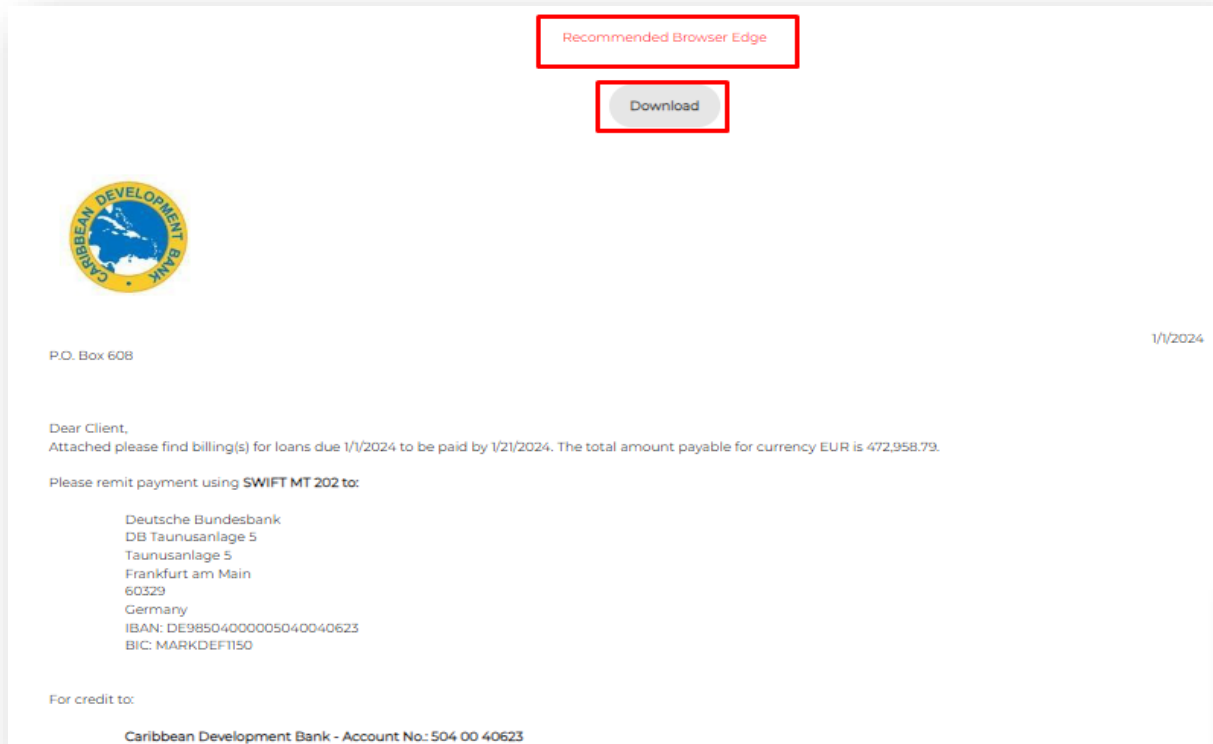 Recommended Browser Edge
Download
CARIBBEAN DEVELOPMENT BANK
1/1/2024
P.O. Box 608
Dear Client,
Attached please find billing(s) for loans due 1/1/2024 to be paid by 1/21/2024. The total amount payable for currency EUR is 472,958.79.
Please remit payment using SWIFT MT 202 to:
Deutsche Bundesbank
DB Taunusanlage 5
Taunusanlage 5
Frankfurt am Main
60329
Germany
IBAN: DE98504000005040040623
BIC: MARKDEF1150
For credit to:
Caribbean Development Bank - Account No.: 504 00 40623